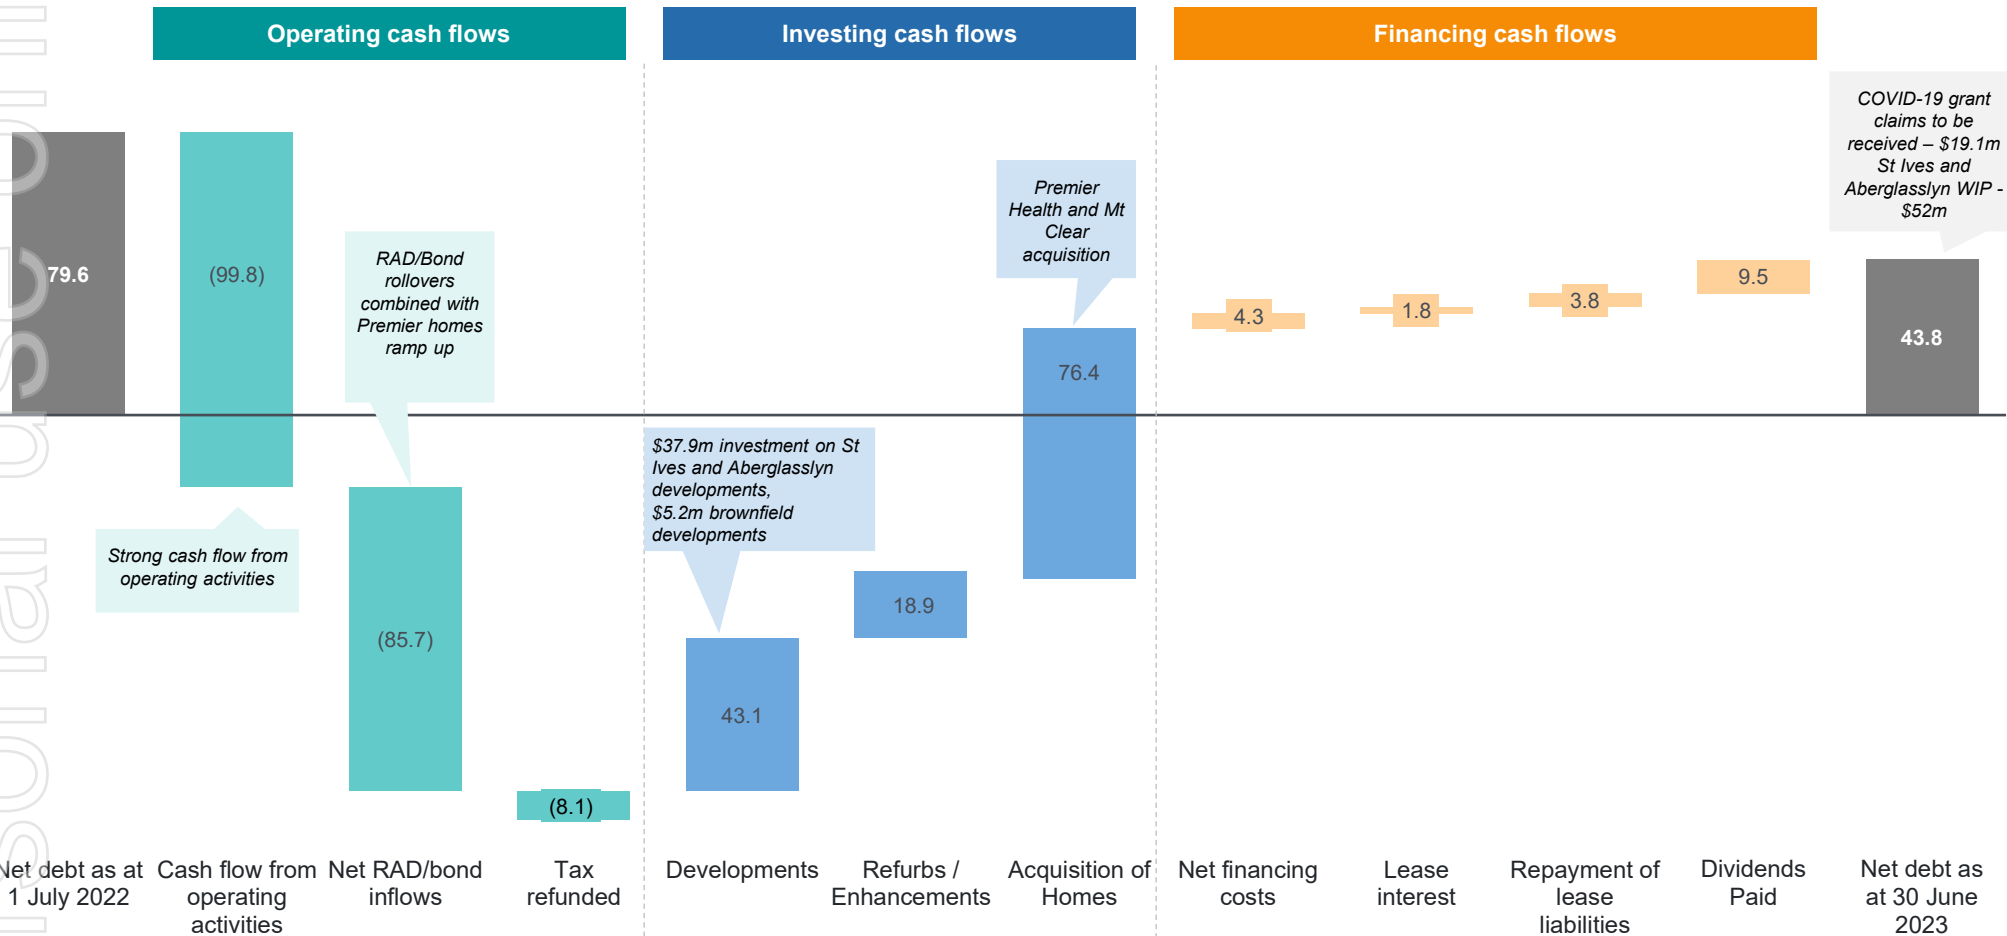 Operating cash flows
Investing cash flows
Financing cash flows
COVID-19 grant
claims to be
received – $19.1m
St Ives and
Aberglasslyn WIP -
$52m
Premier
Health and Mt
Clear
acquisition
RAD/Bond
rollovers
combined with
Premier homes
ramp up
79.6
(99.8)
9.5
4.3
1.8
3.8
43.8
76.4
$37.9m investment on St
Ives and Aberglasslyn
developments,
$5.2m brownfield
developments
Strong cash flow from
operating activities
18.9
(85.7)
43.1
(8.1)
Net debt as at
1 July 2022
Cash flow from
operating
activities
Net RAD/bond
inflows
Tax
refunded
Developments
Refurbs /
Enhancements
Acquisition of
Homes
Net financing
costs
Lease
interest
Repayment of
lease
liabilities
Dividends
Paid
Net debt as
at 30 June
2023